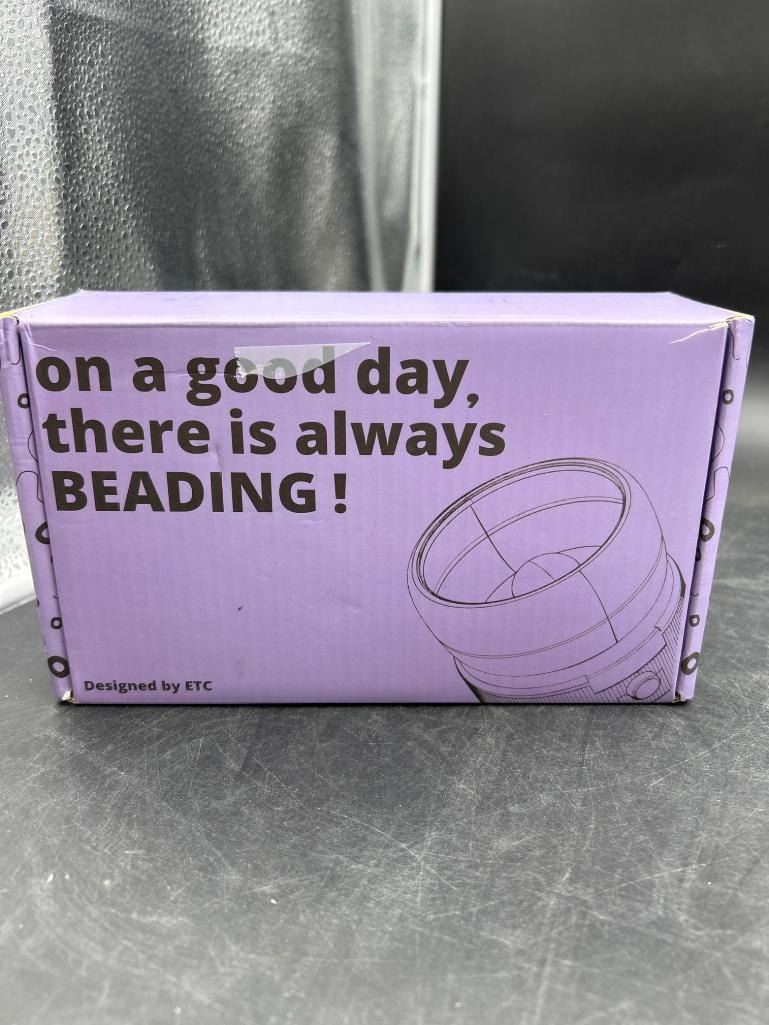 on a good day,
there is always
BEADING !
Designed by ETC